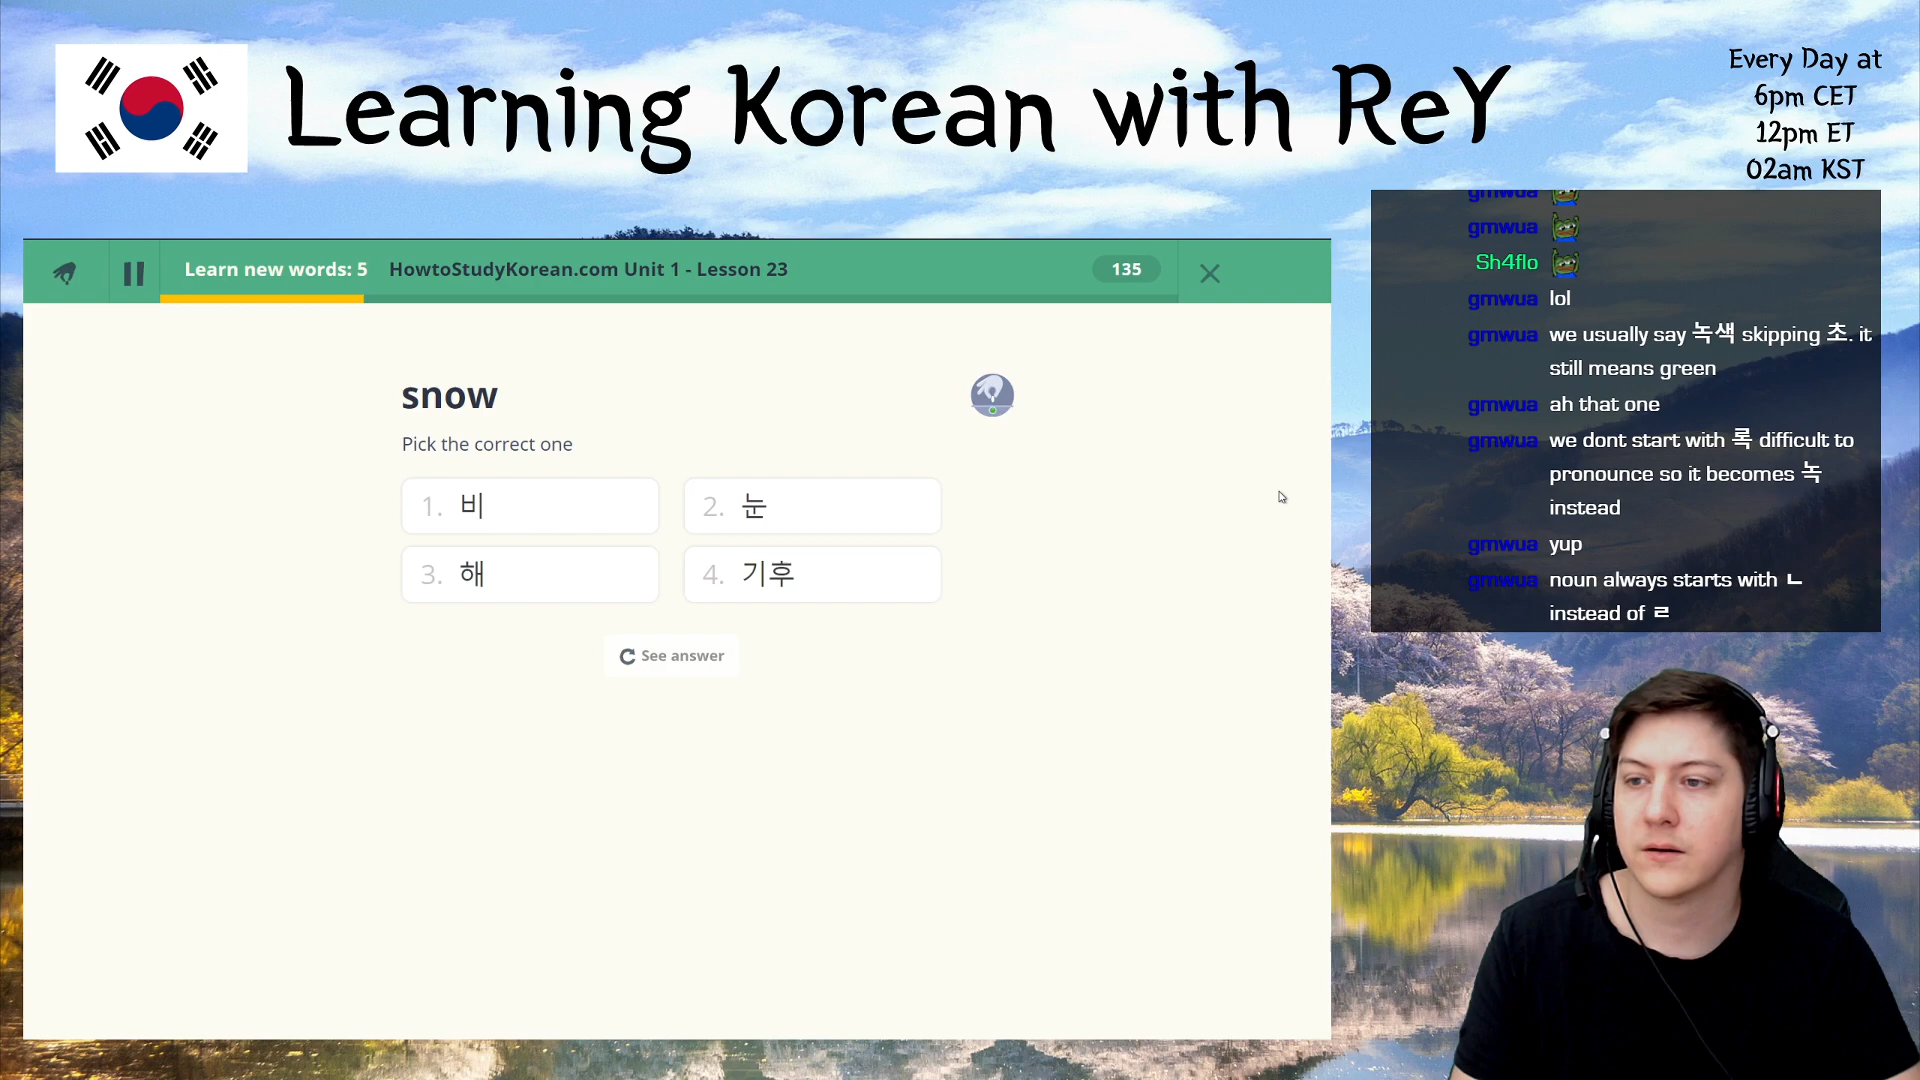 Learning Korean with ReY
Every Day at
6pm CET
12pm ET
02am KST
Learn new words: 5 HowtoStudyKorean.com Unit 1 - Lesson 23 135
snow
Pick the correct one
1. 비
2. 눈
3. 해
4. 기후
See answer
gmwua
gmwua
Sh4flo
gmwua lol
gmwua we usually say 녹색 skipping 초. it
still means green
gmwua ah that one
gmwua we dont start with 록 difficult to
pronounce so it becomes 녹
instead
gmwua yup
gmwua noun always starts with ㄴ
instead of ㄹ